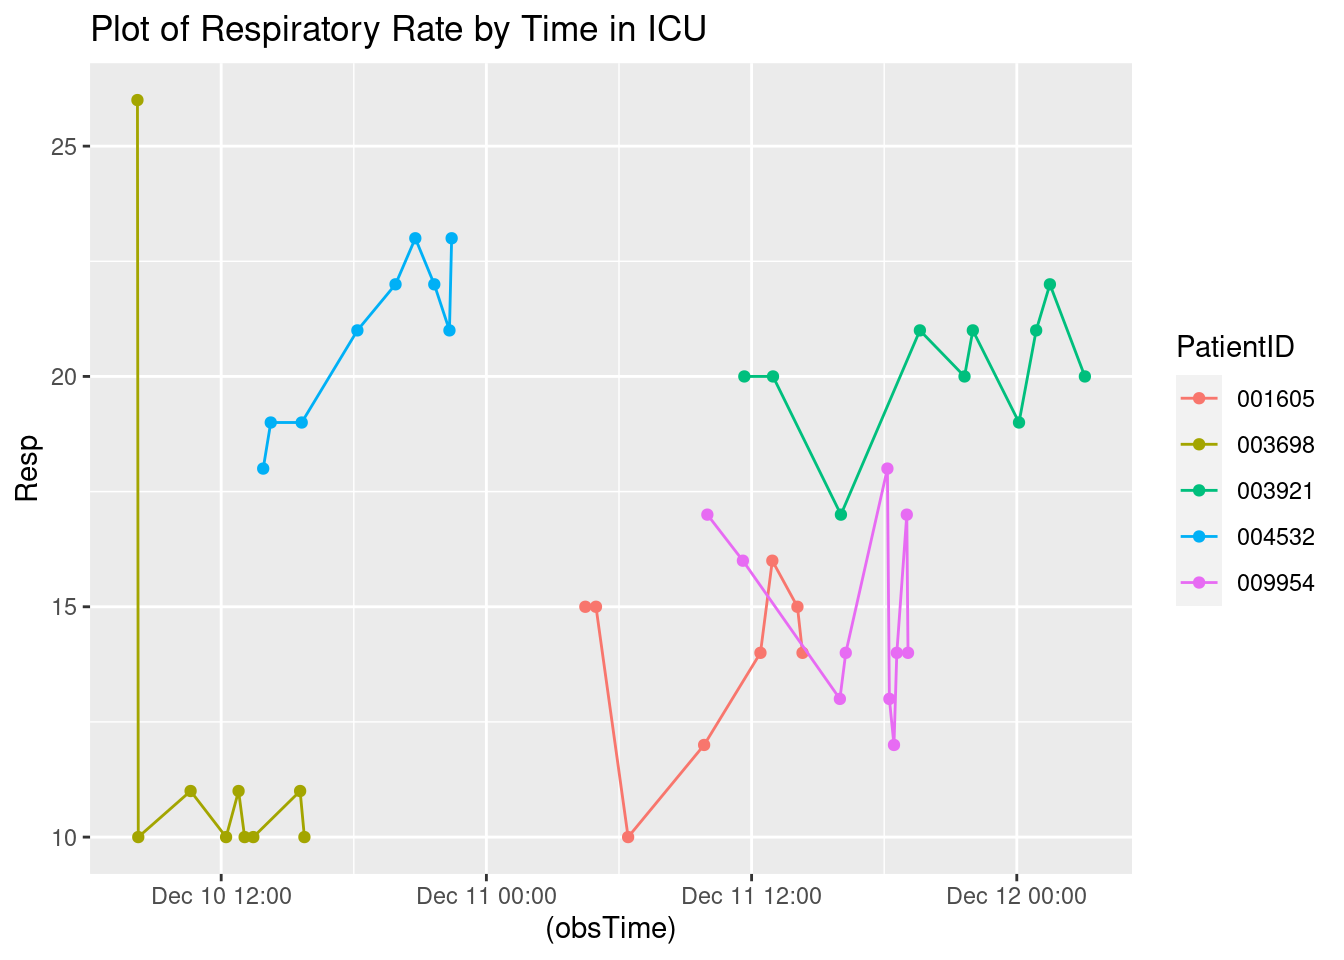 Plot of Respiratory Rate by Time in ICU
25
20
15
10
Resp
Dec 10 12:00
Dec 11 00:00
Dec 11 12:00
Dec 12 00:00
(obsTime)
PatientID
001605
003698
003921
004532
009954